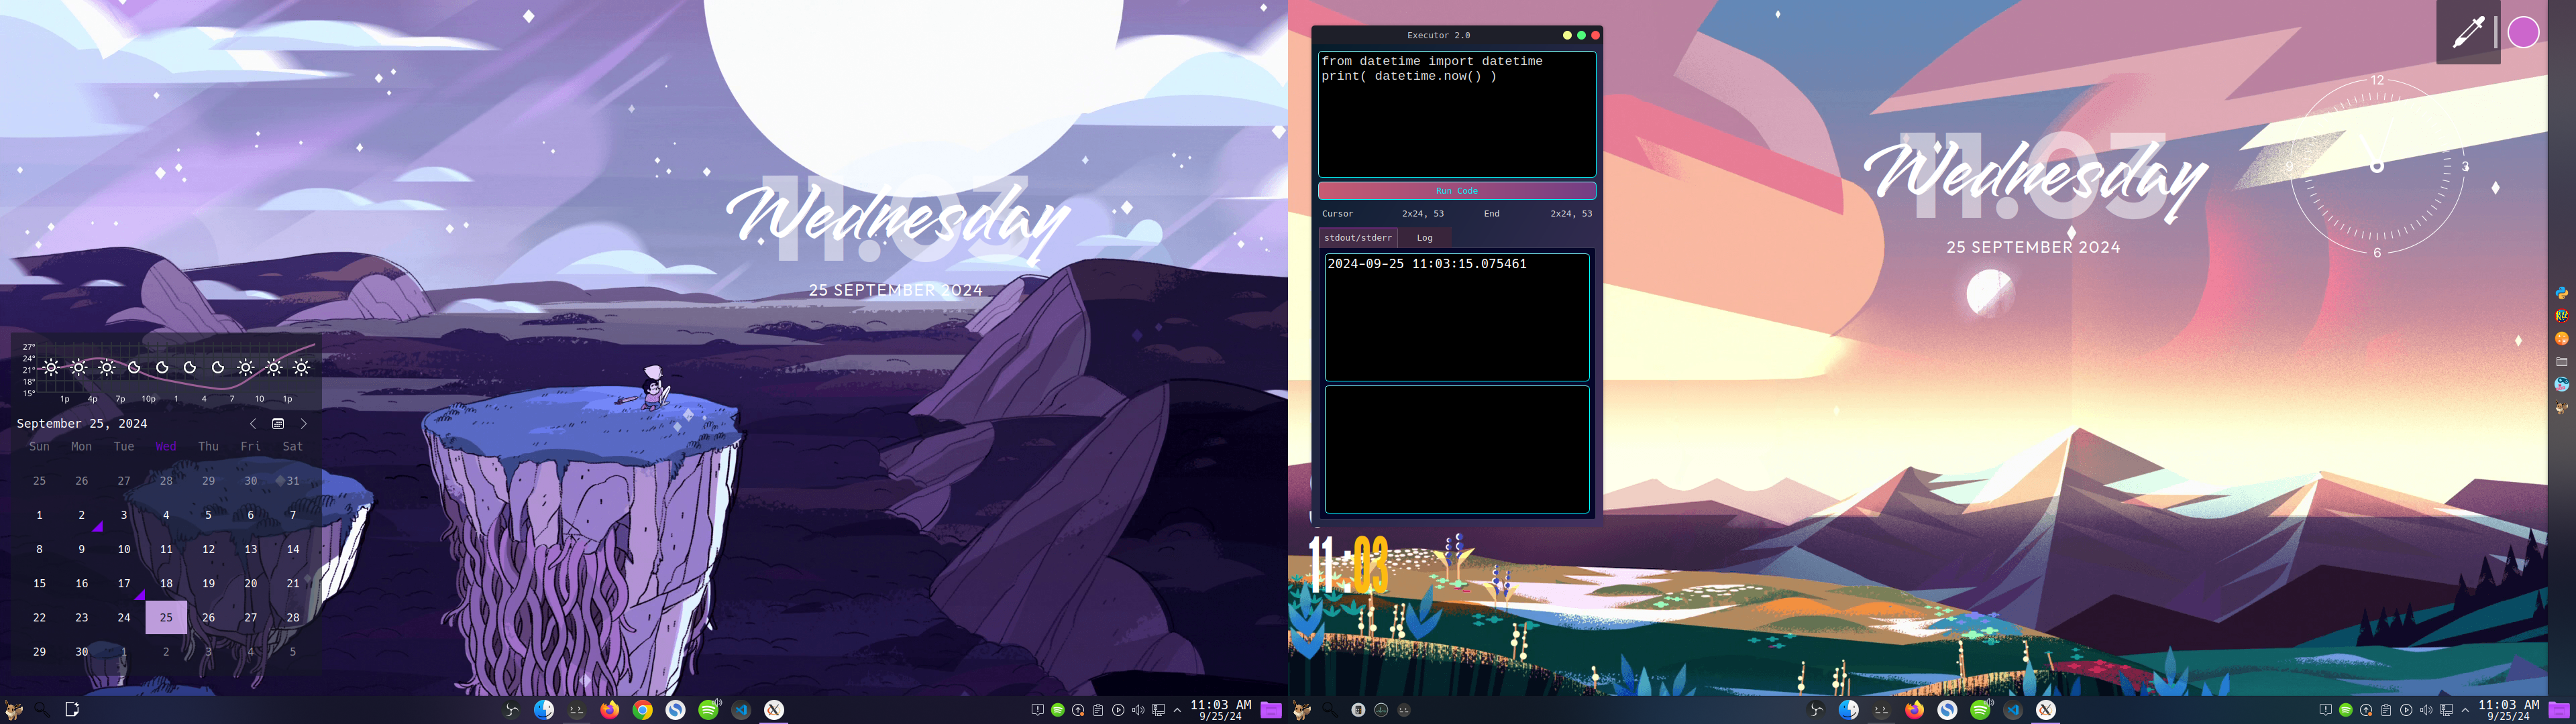 11.03
Wednesday
25 SEPTEMBER 2024
27°
24°
21°
18°
15°
1p 4p 7p 10p 1 4 7 10 1p
September 25, 2024
Sun Mon Tue Wed Thu Fri Sat
25 26 27 28 29 30 31
1 2 3 4 5 6 7
8 9 10 11 12 13 14
15 16 17 18 19 20 21
22 23 24 25 26 27 28
29 30 1 2 3 4 5
11:03 AM
9/25/24
Executor 2.0
from datetime import datetime
print( datetime.now() )
Run Code
Cursor 2x24, 53 End 2x24, 53
stdout/stderr Log
2024-09-25 11:03:15.075461
11:03
11.03
Wednesday
25 SEPTEMBER 2024
12
9 3
6
11:03 AM
9/25/24